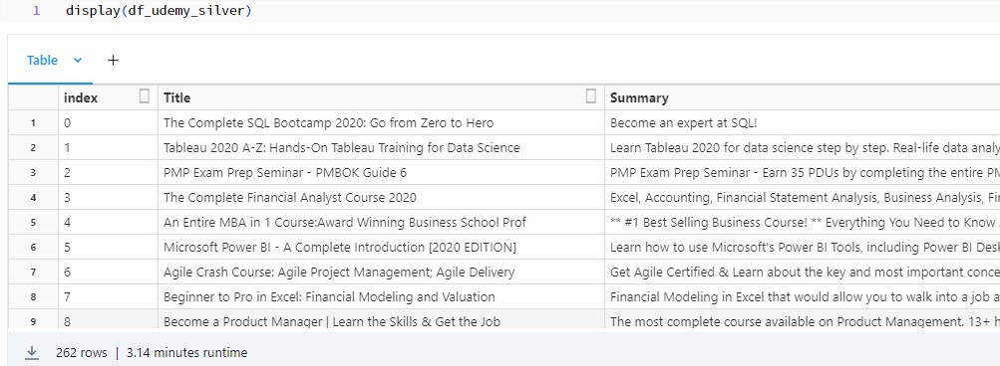 1 display(df_udemy_silver)
Table +
index Title Summary
1 0 The Complete SQL Bootcamp 2020: Go from Zero to Hero Become an expert at SQL!
2 1 Tableau 2020 A-Z: Hands-On Tableau Training for Data Science Learn Tableau 2020 for data science step by step. Real-life data analy
3 2 PMP Exam Prep Seminar - PMBOK Guide 6 PMP Exam Prep Seminar - Earn 35 PDUs by completing the entire PM
4 3 The Complete Financial Analyst Course 2020 Excel, Accounting, Financial Statement Analysis, Business Analysis, Fi
5 4 An Entire MBA in 1 Course:Award Winning Business School Prof ** #1 Best Selling Business Course! ** Everything You Need to Know
6 5 Microsoft Power BI - A Complete Introduction [2020 EDITION] Learn how to use Microsoft's Power BI Tools, including Power BI Desk
7 6 Agile Crash Course: Agile Project Management; Agile Delivery Get Agile Certified & Learn about the key and most important conce
8 7 Beginner to Pro in Excel: Financial Modeling and Valuation Financial Modeling in Excel that would allow you to walk into a job a
9 8 Become a Product Manager | Learn the Skills & Get the Job The most complete course available on Product Management. 13+ h
262 rows | 3.14 minutes runtime